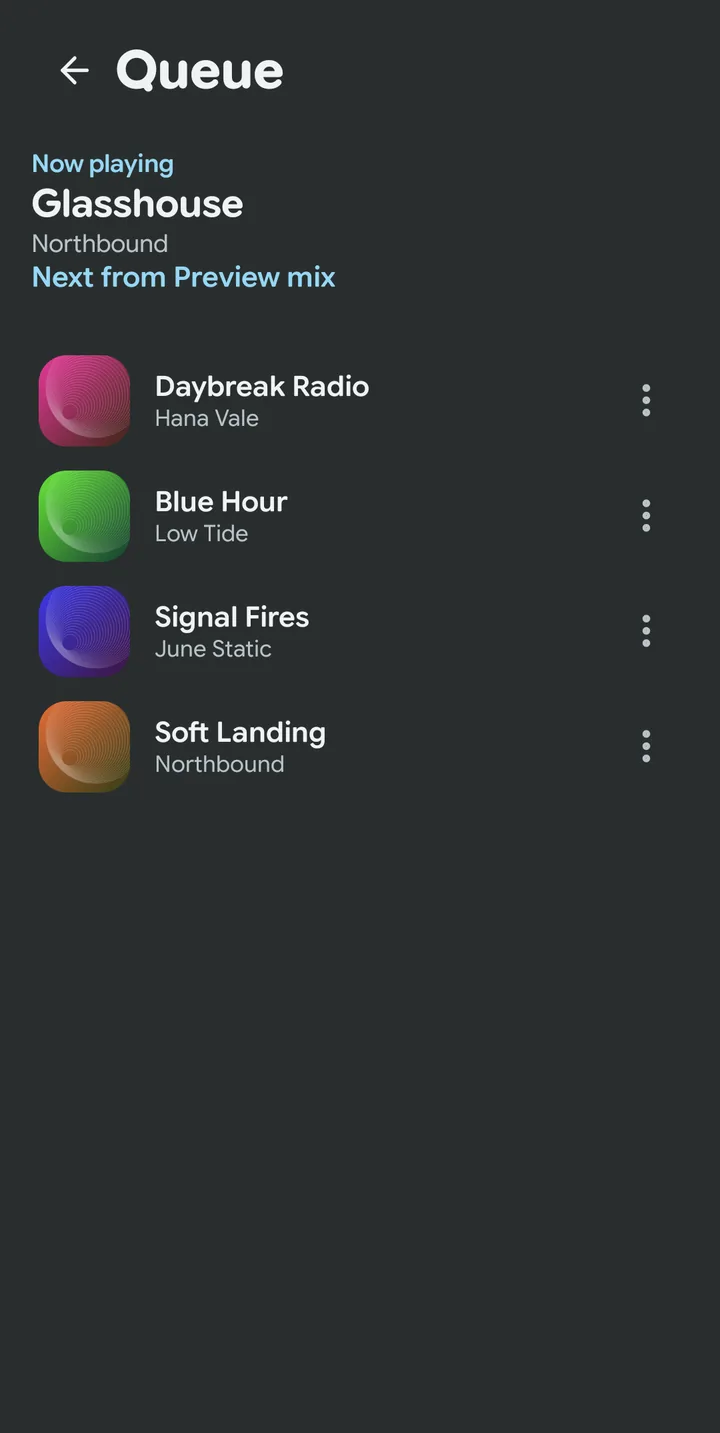 Queue
Now playing
Glasshouse
Northbound
Next from Preview mix
Daybreak Radio
Hana Vale
Blue Hour
Low Tide
Signal Fires
June Static
Soft Landing
Northbound